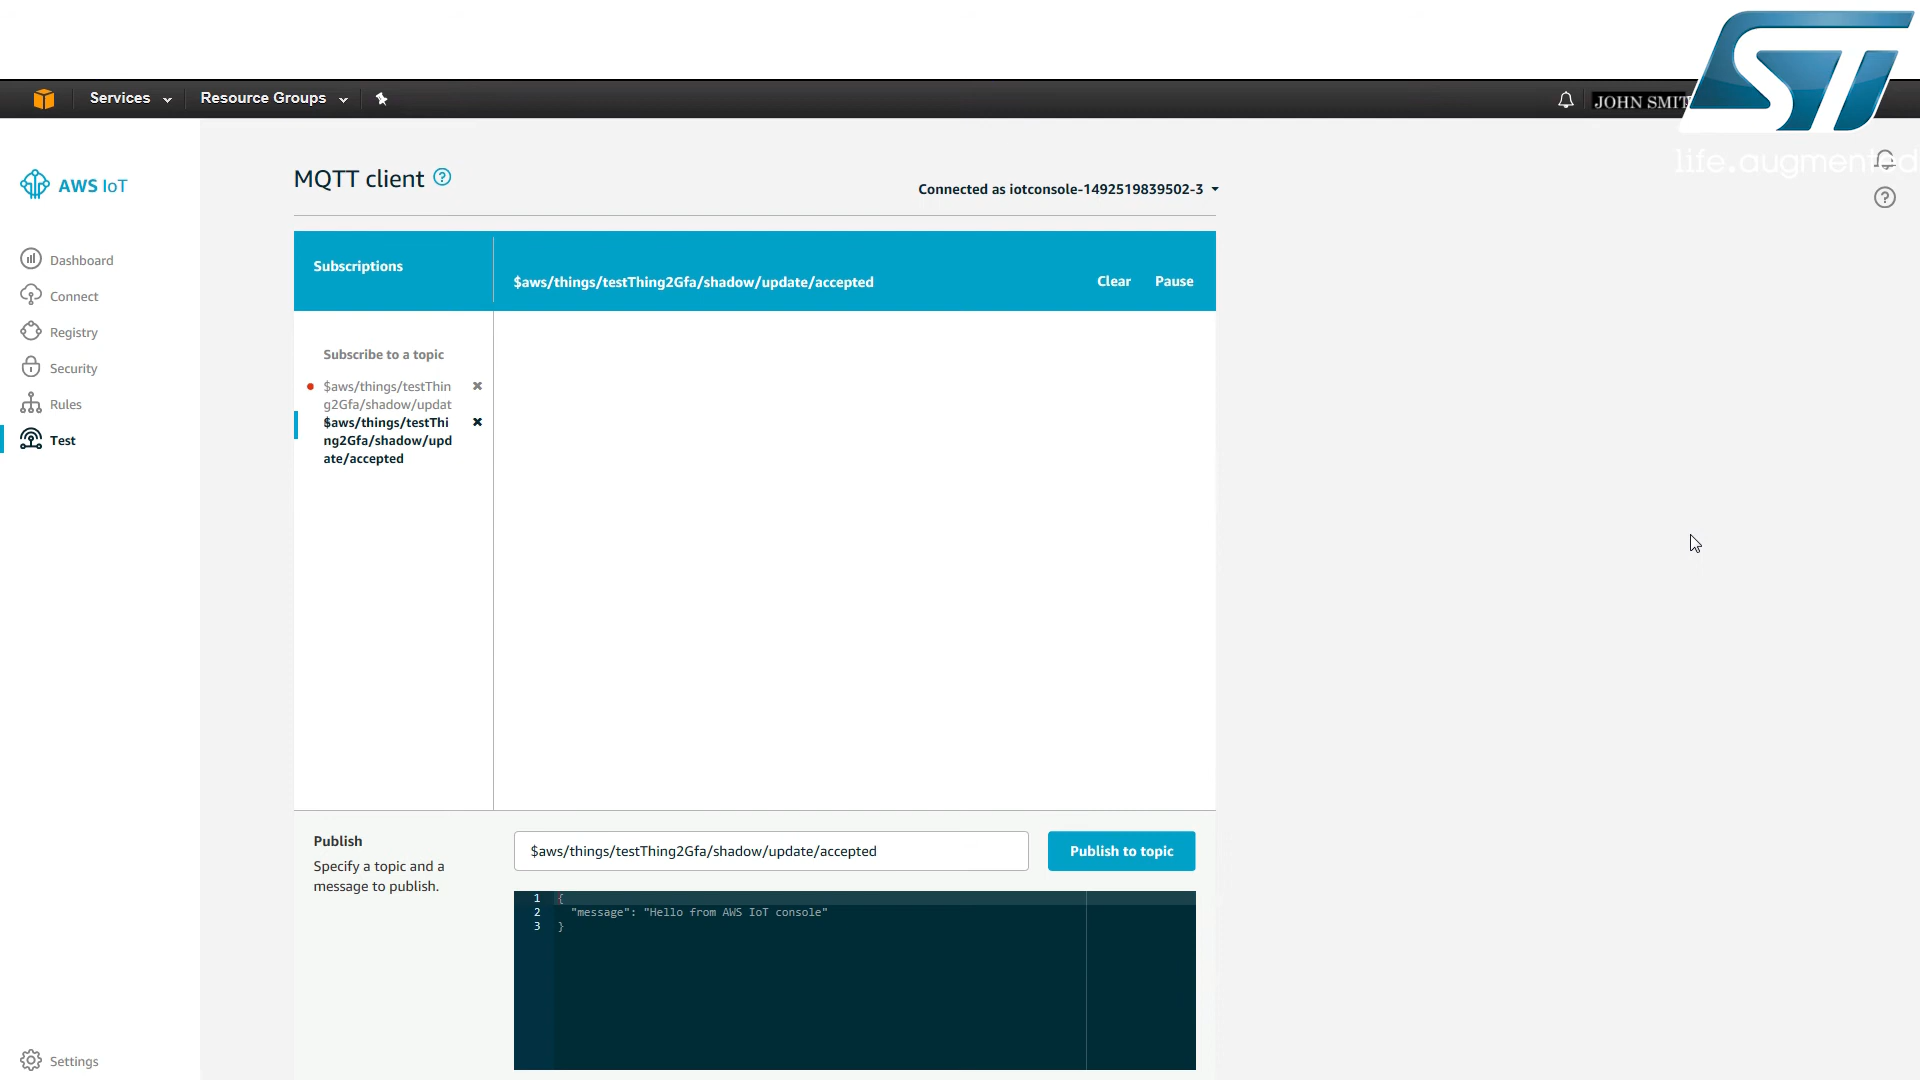 ST
life.augmented
Services
Resource Groups
JOHN SMIT
AWS IoT
Dashboard
Connect
Registry
Security
Rules
Test
Settings
MQTT client ?
Connected as iotconsole-1492519839502-3
?
Subscriptions
$aws/things/testThing2Gfa/shadow/update/accepted
Clear
Pause
Subscribe to a topic
$aws/things/testThin
g2Gfa/shadow/updat
$aws/things/testThi
ng2Gfa/shadow/upd
ate/accepted
Publish
Specify a topic and a
message to publish.
$aws/things/testThing2Gfa/shadow/update/accepted
Publish to topic
1 {
2 "message": "Hello from AWS IoT console"
3 }